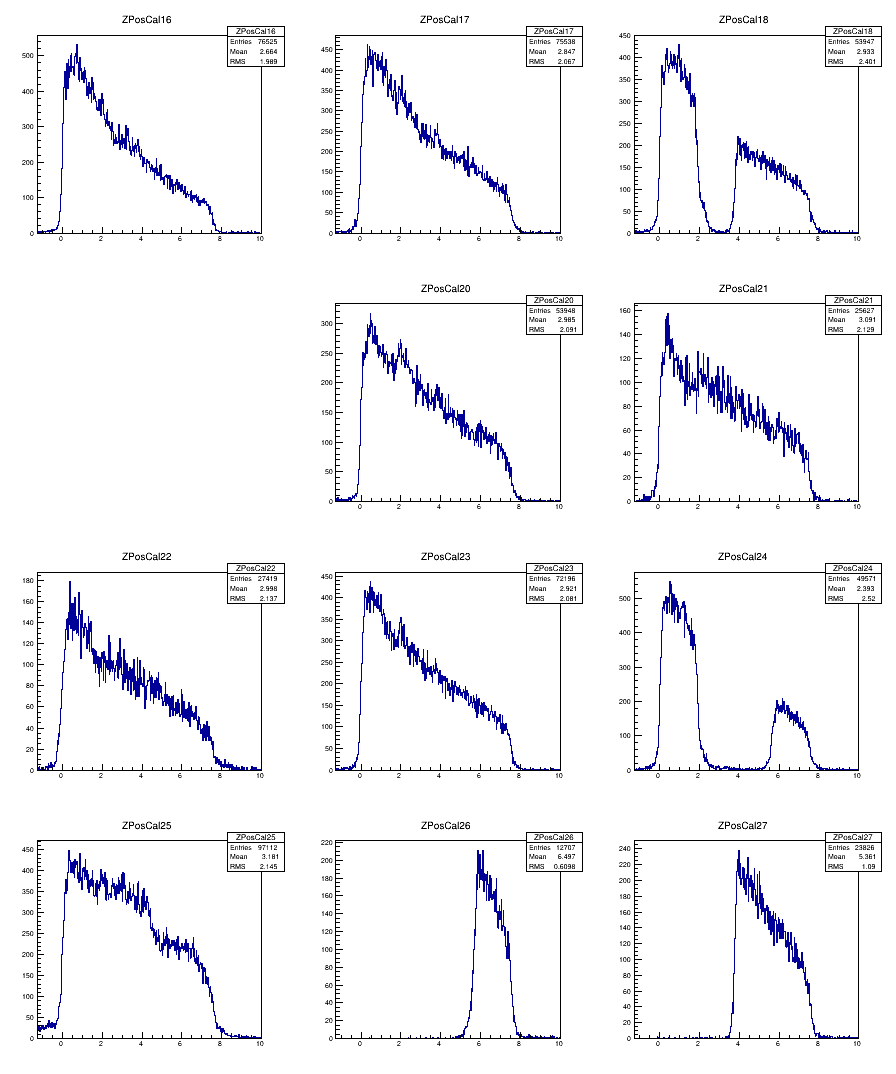 ZPosCal16
ZPosCal16
Entries 76525
Mean 2.664
RMS 1.989
500
400
300
200
100
0
0 2 4 6 8 10
ZPosCal17
ZPosCal17
Entries 75538
Mean 2.847
RMS 2.067
450
400
350
300
250
200
150
100
50
0
0 2 4 6 8 10
ZPosCal18
ZPosCal18
Entries 53947
Mean 2.933
RMS 2.401
450
400
350
300
250
200
150
100
50
0
0 2 4 6 8 10
ZPosCal20
ZPosCal20
Entries 53948
Mean 2.985
RMS 2.091
300
250
200
150
100
50
0
0 2 4 6 8 10
ZPosCal21
ZPosCal21
Entries 25627
Mean 3.091
RMS 2.129
160
140
120
100
80
60
40
20
0
0 2 4 6 8 10
ZPosCal22
ZPosCal22
Entries 27419
Mean 2.998
RMS 2.137
180
160
140
120
100
80
60
40
20
0
0 2 4 6 8 10
ZPosCal23
ZPosCal23
Entries 72196
Mean 2.921
RMS 2.081
450
400
350
300
250
200
150
100
50
0
0 2 4 6 8 10
ZPosCal24
ZPosCal24
Entries 49571
Mean 2.393
RMS 2.52
500
400
300
200
100
0
0 2 4 6 8 10
ZPosCal25
ZPosCal25
Entries 97112
Mean 3.181
RMS 2.145
450
400
350
300
250
200
150
100
50
0
0 2 4 6 8 10
ZPosCal26
ZPosCal26
Entries 12707
Mean 6.497
RMS 0.6098
220
200
180
160
140
120
100
80
60
40
20
0
0 2 4 6 8 10
ZPosCal27
ZPosCal27
Entries 23826
Mean 5.361
RMS 1.09
240
220
200
180
160
140
120
100
80
60
40
20
0
0 2 4 6 8 10